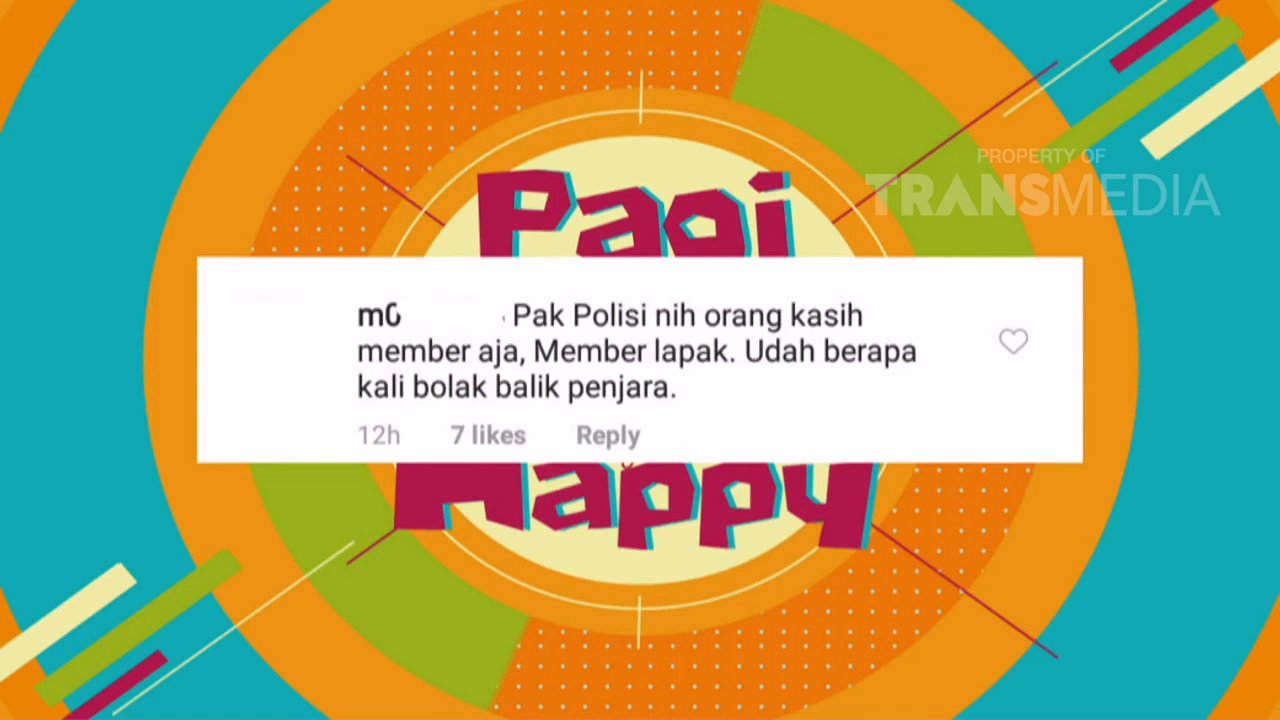 PROPERTY OF
TRANSMEDIA
Pagi
Pak Polisi nih orang kasih
member aja, Member lapak. Udah berapa
kali bolak balik penjara.
12h 7 likes Reply
Happy